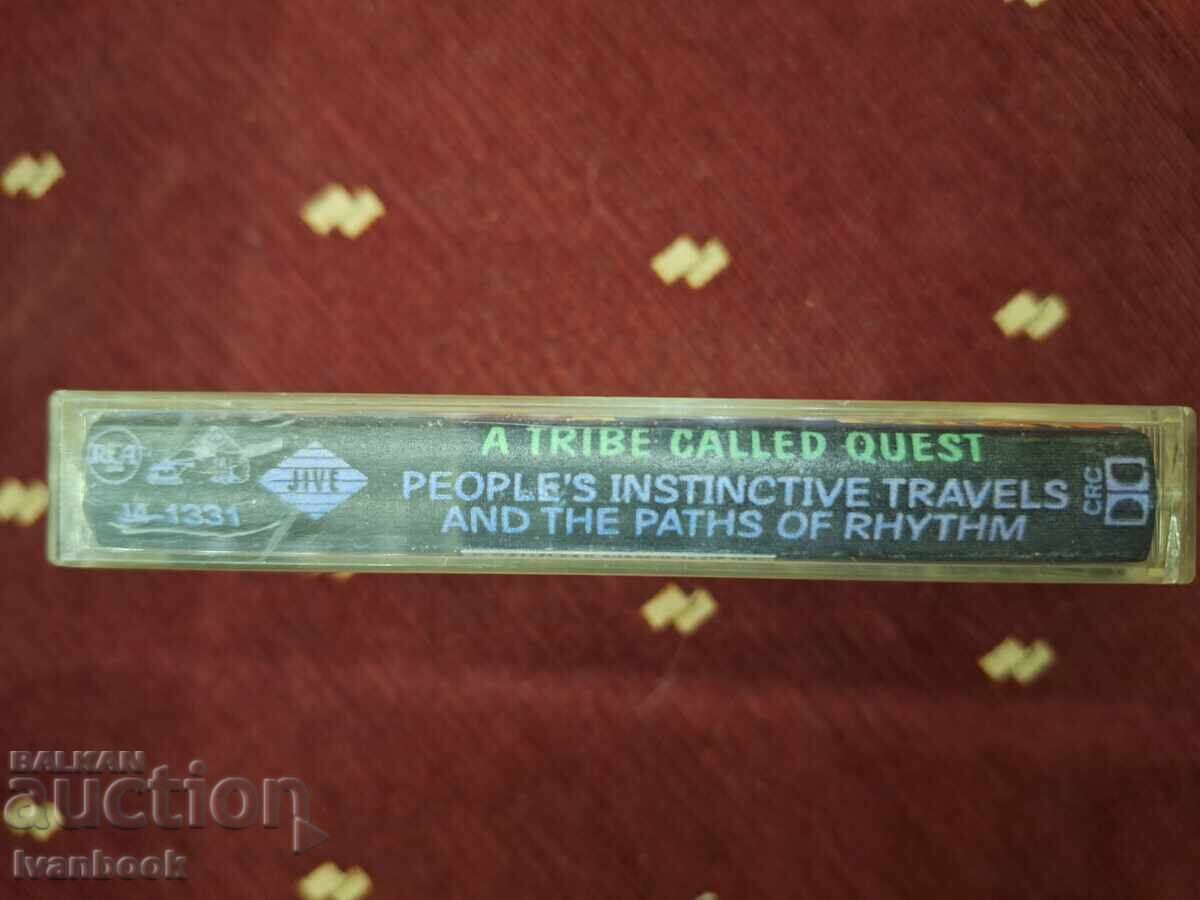 RCA
JIVE
JA-1331
A TRIBE CALLED QUEST
PEOPLE'S INSTINCTIVE TRAVELS
AND THE PATHS OF RHYTHM
CRC
BALKAN
auction
Ivanbook